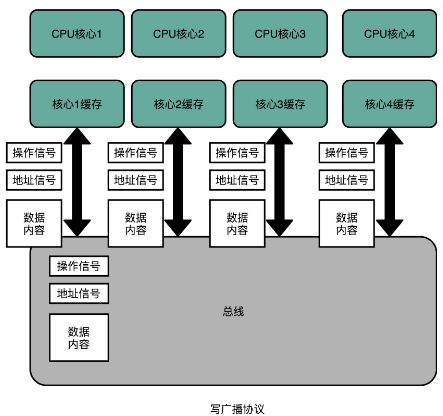 CPU核心1
CPU核心2
CPU核心3
CPU核心4
核心1缓存
核心2缓存
核心3缓存
核心4缓存
操作信号
操作信号
操作信号
操作信号
地址信号
地址信号
地址信号
地址信号
数据
内容
数据
内容
数据
内容
数据
内容
操作信号
地址信号
总线
数据
内容
写广播协议